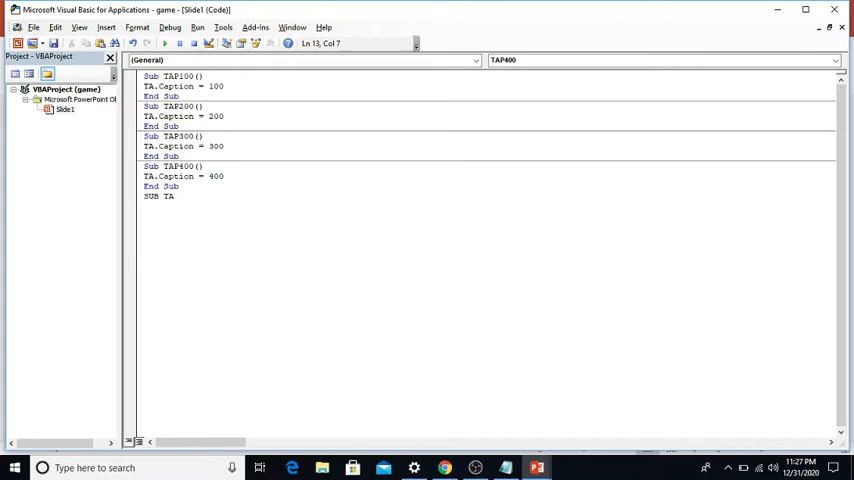 Microsoft Visual Basic for Applications - game - [Slide1 (Code)]
File Edit View Insert Format Debug Run Tools Add-Ins Window Help
Ln 13, Col 7
Project - VBAProject
(General)
TAP400
VBAProject (game)
Microsoft PowerPoint Ob
Slide1
Sub TAP100()
TA.Caption = 100
End Sub
Sub TAP200()
TA.Caption = 200
End Sub
Sub TAP300()
TA.Caption = 300
End Sub
Sub TAP400()
TA.Caption = 400
End Sub
SUB TA
Type here to search
11:27 PM
12/31/2020